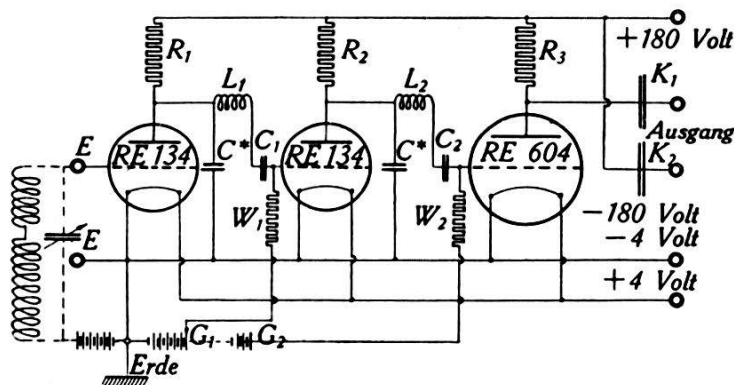 R₁
R₂
R₃
+180 Volt
L₁
L₂
K₁
E
RE 134
C*
C₁
RE 134
C*
C₂
RE 604
Ausgang
K₂
W₁
W₂
−180 Volt
E
−4 Volt
+4 Volt
G₁
G₂
Erde